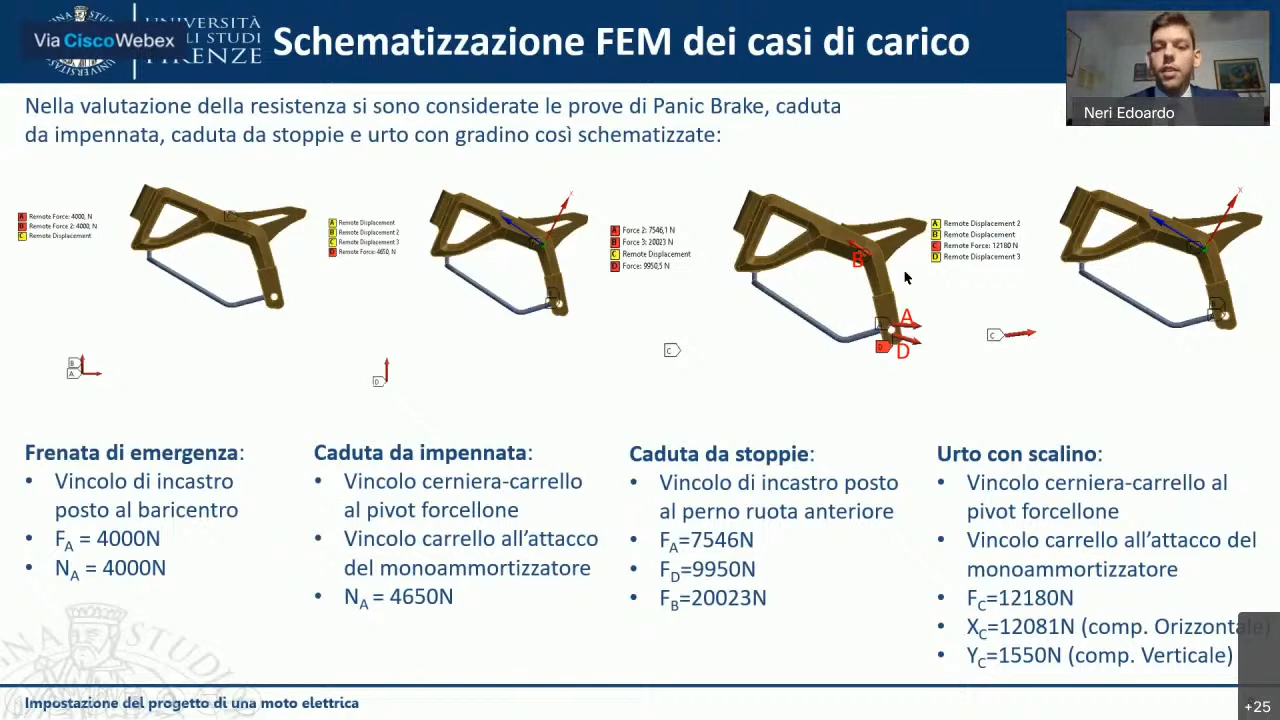 Via Cisco Webex
UNIVERSITÀ
DEGLI STUDI
FIRENZE
Schematizzazione FEM dei casi di carico
Neri Edoardo
Nella valutazione della resistenza si sono considerate le prove di Panic Brake, caduta
da impennata, caduta da stoppie e urto con gradino così schematizzate:
A Remote Force: 4000, N
B Remote Force 2: 4000, N
C Remote Displacement
B
A
A Remote Displacement
B Remote Displacement 2
C Remote Displacement 3
D Remote Force: 4650, N
X
D
A Force 2: 7546,1 N
B Force 3: 20023 N
C Remote Displacement
D Force: 9950,5 N
C
B
A
D
D
A Remote Displacement 2
B Remote Displacement
C Remote Force: 12180 N
D Remote Displacement 3
X
C
Frenata di emergenza:
• Vincolo di incastro
posto al baricentro
• FA = 4000N
• NA = 4000N
Caduta da impennata:
• Vincolo cerniera-carrello
al pivot forcellone
• Vincolo carrello all’attacco
del monoammortizzatore
• NA = 4650N
Caduta da stoppie:
• Vincolo di incastro posto
al perno ruota anteriore
• FA=7546N
• FD=9950N
• FB=20023N
Urto con scalino:
• Vincolo cerniera-carrello al
pivot forcellone
• Vincolo carrello all’attacco del
monoammortizzatore
• FC=12180N
• XC=12081N (comp. Orizzontale)
• YC=1550N (comp. Verticale)
Impostazione del progetto di una moto elettrica
+25